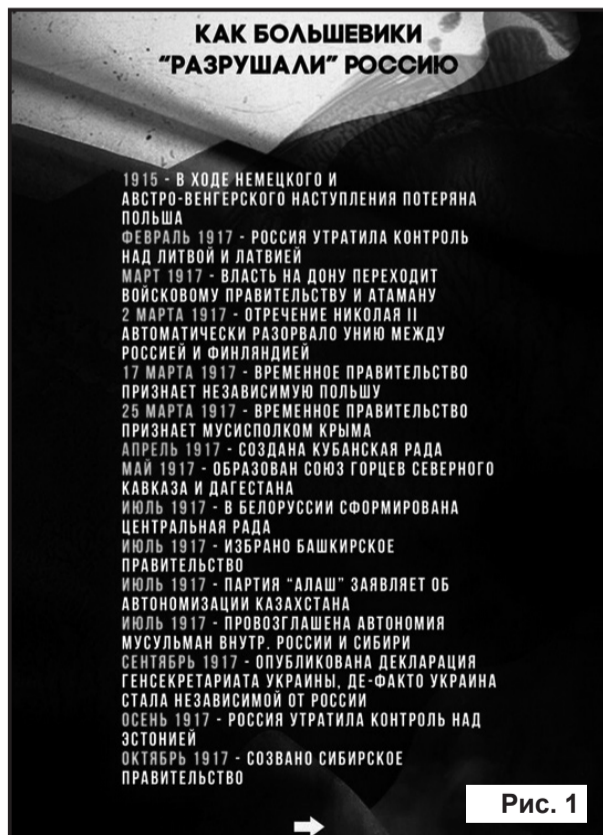 КАК БОЛЬШЕВИКИ
“РАЗРУШАЛИ” РОССИЮ
1915 - В ХОДЕ НЕМЕЦКОГО И
АВСТРО-ВЕНГЕРСКОГО НАСТУПЛЕНИЯ ПОТЕРЯНА
ПОЛЬША
ФЕВРАЛЬ 1917 - РОССИЯ УТРАТИЛА КОНТРОЛЬ
НАД ЛИТВОЙ И ЛАТВИЕЙ
МАРТ 1917 - ВЛАСТЬ НА ДОНУ ПЕРЕХОДИТ
ВОЙСКОВОМУ ПРАВИТЕЛЬСТВУ И АТАМАНУ
2 МАРТА 1917 - ОТРЕЧЕНИЕ НИКОЛАЯ II
АВТОМАТИЧЕСКИ РАЗОРВАЛО УНИЮ МЕЖДУ
РОССИЕЙ И ФИНЛЯНДИЕЙ
17 МАРТА 1917 - ВРЕМЕННОЕ ПРАВИТЕЛЬСТВО
ПРИЗНАЕТ НЕЗАВИСИМУЮ ПОЛЬШУ
25 МАРТА 1917 - ВРЕМЕННОЕ ПРАВИТЕЛЬСТВО
ПРИЗНАЕТ МУСИСПОЛКОМ КРЫМА
АПРЕЛЬ 1917 - СОЗДАНА КУБАНСКАЯ РАДА
МАЙ 1917 - ОБРАЗОВАН СОЮЗ ГОРЦЕВ СЕВЕРНОГО
КАВКАЗА И ДАГЕСТАНА
ИЮЛЬ 1917 - В БЕЛОРУССИИ СФОРМИРОВАНА
ЦЕНТРАЛЬНАЯ РАДА
ИЮЛЬ 1917 - ИЗБРАНО БАШКИРСКОЕ
ПРАВИТЕЛЬСТВО
ИЮЛЬ 1917 - ПАРТИЯ “АЛАШ” ЗАЯВЛЯЕТ ОБ
АВТОНОМИЗАЦИИ КАЗАХСТАНА
ИЮЛЬ 1917 - ПРОВОЗГЛАШЕНА АВТОНОМИЯ
МУСУЛЬМАН ВНУТР. РОССИИ И СИБИРИ
СЕНТЯБРЬ 1917 - ОПУБЛИКОВАНА ДЕКЛАРАЦИЯ
ГЕНСЕКРЕТАРИАТА УКРАИНЫ, ДЕ-ФАКТО УКРАИНА
СТАЛА НЕЗАВИСИМОЙ ОТ РОССИИ
ОСЕНЬ 1917 - РОССИЯ УТРАТИЛА КОНТРОЛЬ НАД
ЭСТОНИЕЙ
ОКТЯБРЬ 1917 - СОЗВАНО СИБИРСКОЕ
ПРАВИТЕЛЬСТВО
Рис. 1